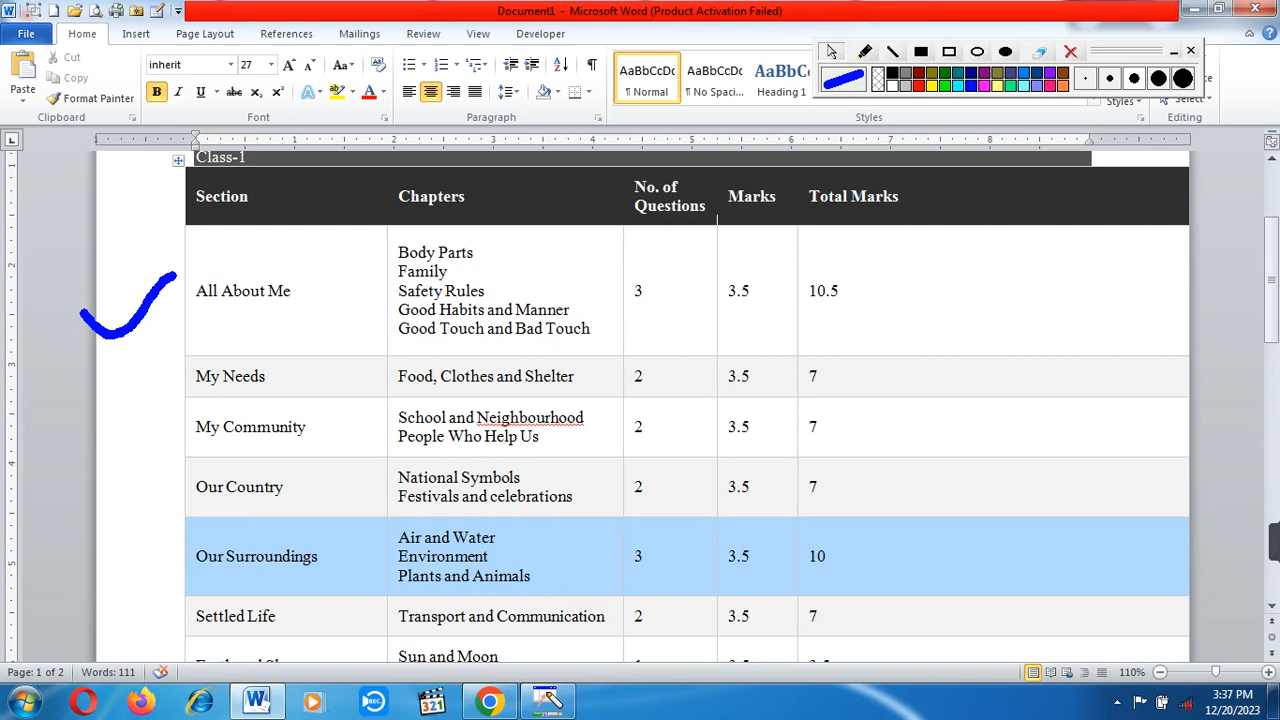 Document1 - Microsoft Word (Product Activation Failed)
File Home Insert Page Layout References Mailings Review View Developer
Cut
Copy
Paste
Format Painter
Clipboard
inherit 27
Font
Paragraph
AaBbCcDc AaBbCcDc AaBbC
¶ Normal ¶ No Spaci... Heading 1
Styles
Styles
Select
Editing
Class-1
Section Chapters No. of Questions Marks Total Marks
All About Me
Body Parts
Family
Safety Rules
Good Habits and Manner
Good Touch and Bad Touch
3 3.5 10.5
My Needs Food, Clothes and Shelter 2 3.5 7
My Community
School and Neighbourhood
People Who Help Us
2 3.5 7
Our Country
National Symbols
Festivals and celebrations
2 3.5 7
Our Surroundings
Air and Water
Environment
Plants and Animals
3 3.5 10
Settled Life Transport and Communication 2 3.5 7
Sun and Moon
Page: 1 of 2 Words: 111 110%
3:37 PM
12/20/2023